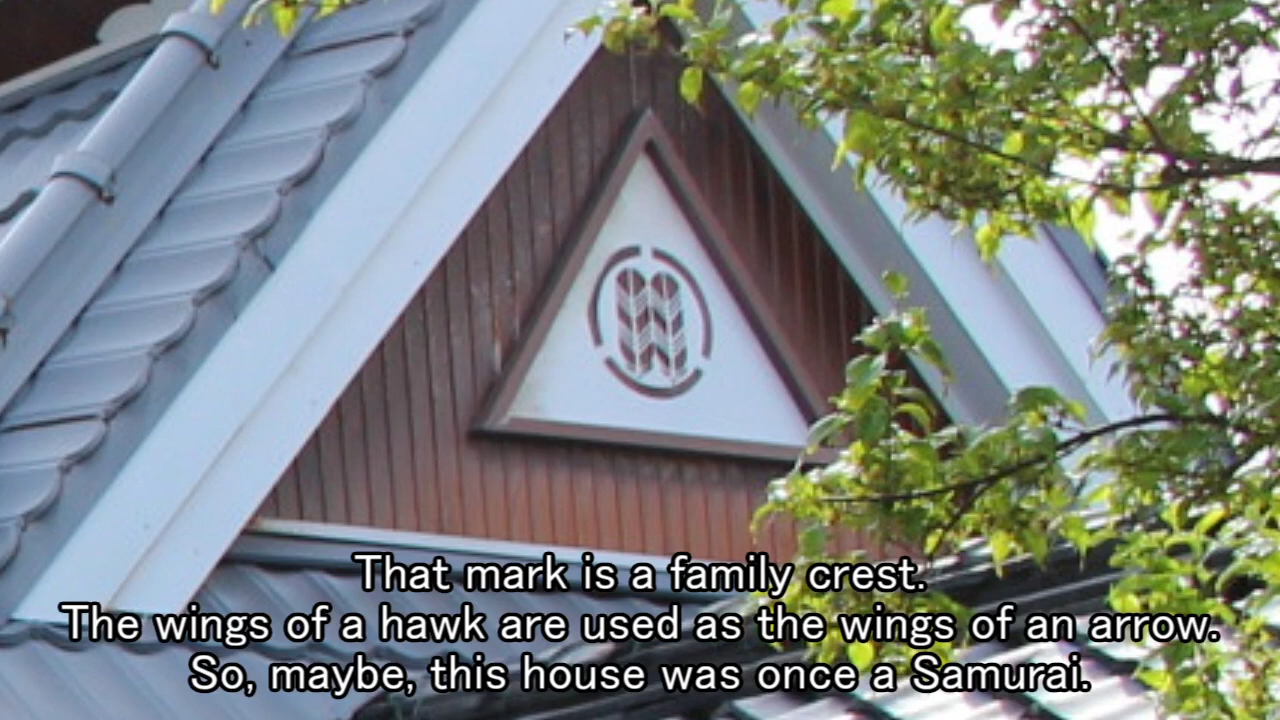 That mark is a family crest.
The wings of a hawk are used as the wings of an arrow.
So, maybe, this house was once a Samurai.